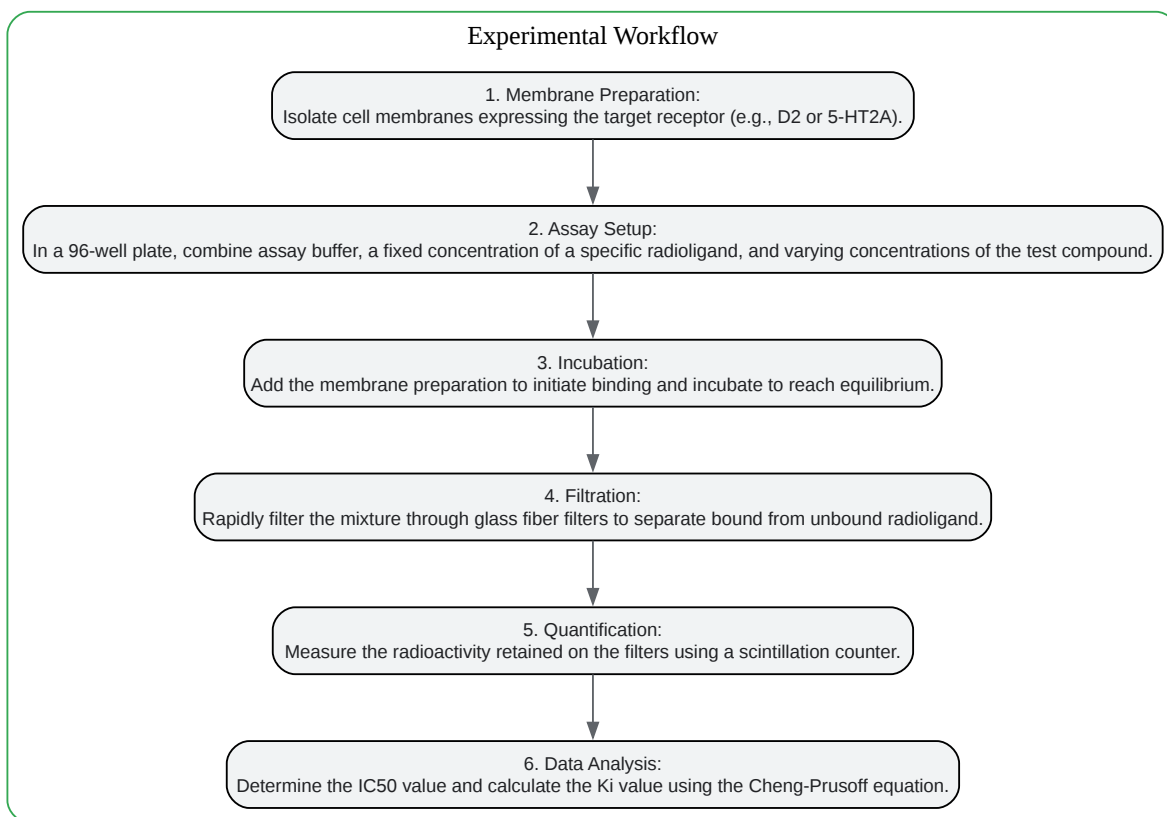 Experimental Workflow
1. Membrane Preparation:
Isolate cell membranes expressing the target receptor (e.g., D2 or 5-HT2A).
2. Assay Setup:
In a 96-well plate, combine assay buffer, a fixed concentration of a specific radioligand, and varying concentrations of the test compound.
3. Incubation:
Add the membrane preparation to initiate binding and incubate to reach equilibrium.
4. Filtration:
Rapidly filter the mixture through glass fiber filters to separate bound from unbound radioligand.
5. Quantification:
Measure the radioactivity retained on the filters using a scintillation counter.
6. Data Analysis:
Determine the IC50 value and calculate the Ki value using the Cheng-Prusoff equation.